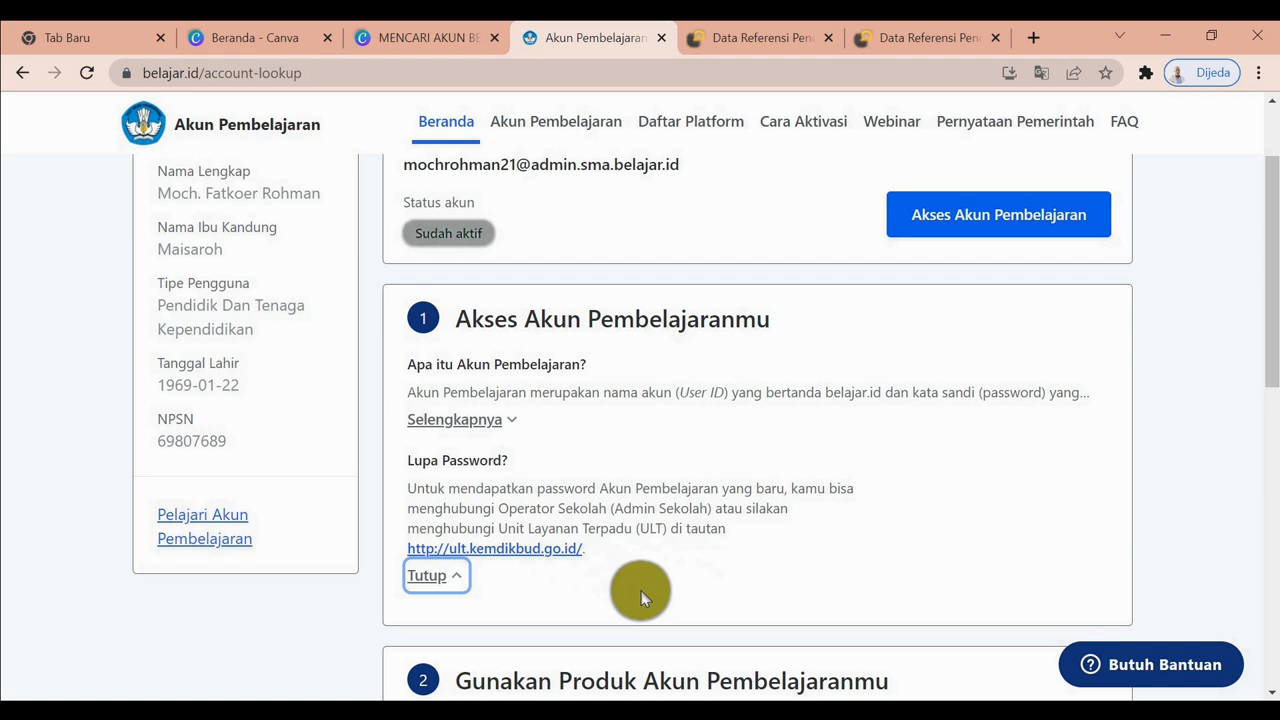 Tab Baru
Beranda - Canva
MENCARI AKUN BE
Akun Pembelajaran
Data Referensi Pen
Data Referensi Pen
belajar.id/account-lookup
Dijeda
Akun Pembelajaran
Beranda
Akun Pembelajaran
Daftar Platform
Cara Aktivasi
Webinar
Pernyataan Pemerintah
FAQ
Nama Lengkap
Moch. Fatkoer Rohman
Nama Ibu Kandung
Maisaroh
Tipe Pengguna
Pendidik Dan Tenaga
Kependidikan
Tanggal Lahir
1969-01-22
NPSN
69807689
Pelajari Akun
Pembelajaran
mochrohman21@admin.sma.belajar.id
Status akun
Sudah aktif
Akses Akun Pembelajaran
1 Akses Akun Pembelajaranmu
Apa itu Akun Pembelajaran?
Akun Pembelajaran merupakan nama akun (User ID) yang bertanda belajar.id dan kata sandi (password) yang...
Selengkapnya
Lupa Password?
Untuk mendapatkan password Akun Pembelajaran yang baru, kamu bisa
menghubungi Operator Sekolah (Admin Sekolah) atau silakan
menghubungi Unit Layanan Terpadu (ULT) di tautan
http://ult.kemdikbud.go.id/.
Tutup
2 Gunakan Produk Akun Pembelajaranmu
Butuh Bantuan